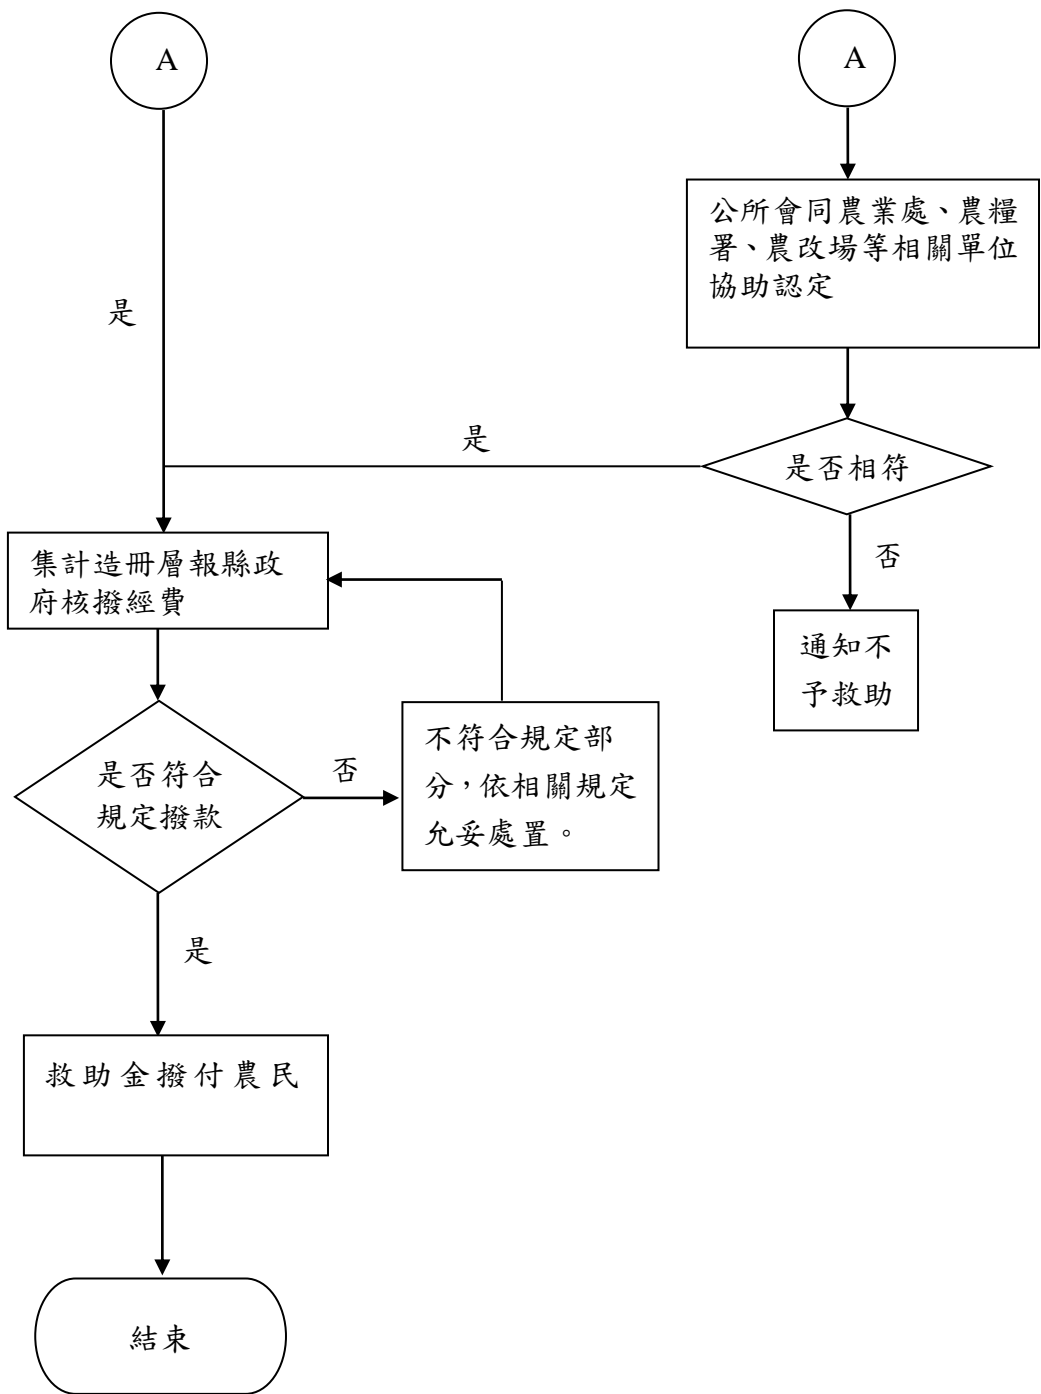 A
A
公所會同農業處、農糧
署、農改場等相關單位
協助認定
是
是
是否相符
否
集計造冊層報縣政
府核撥經費
通知不
予救助
不符合規定部
分，依相關規定
允妥處置。
是否符合
規定撥款
否
是
救助金撥付農民
結束